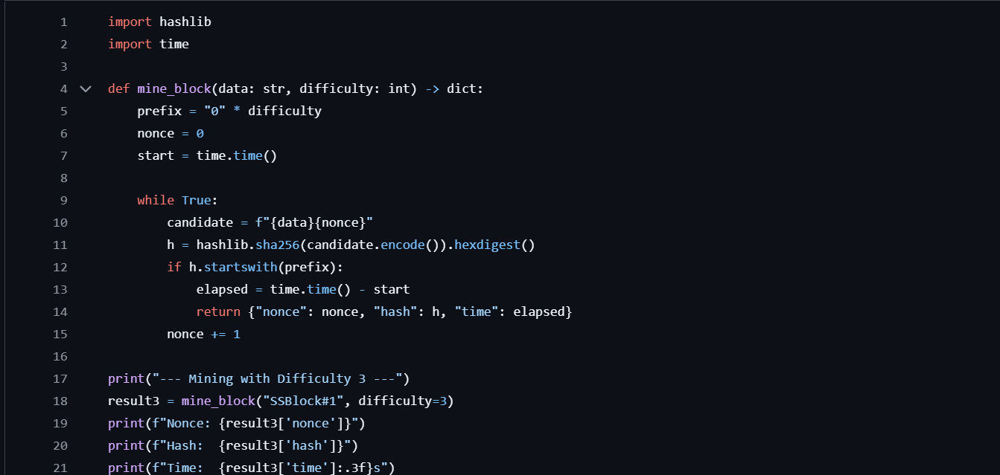 1 import hashlib
2 import time
3
4 def mine_block(data: str, difficulty: int) -> dict:
5     prefix = "0" * difficulty
6     nonce = 0
7     start = time.time()
8
9     while True:
10         candidate = f"{data}{nonce}"
11         h = hashlib.sha256(candidate.encode()).hexdigest()
12         if h.startswith(prefix):
13             elapsed = time.time() - start
14             return {"nonce": nonce, "hash": h, "time": elapsed}
15         nonce += 1
16
17 print("--- Mining with Difficulty 3 ---")
18 result3 = mine_block("SSBlock#1", difficulty=3)
19 print(f"Nonce: {result3['nonce']}")
20 print(f"Hash:  {result3['hash']}")
21 print(f"Time:  {result3['time']:.3f}s")